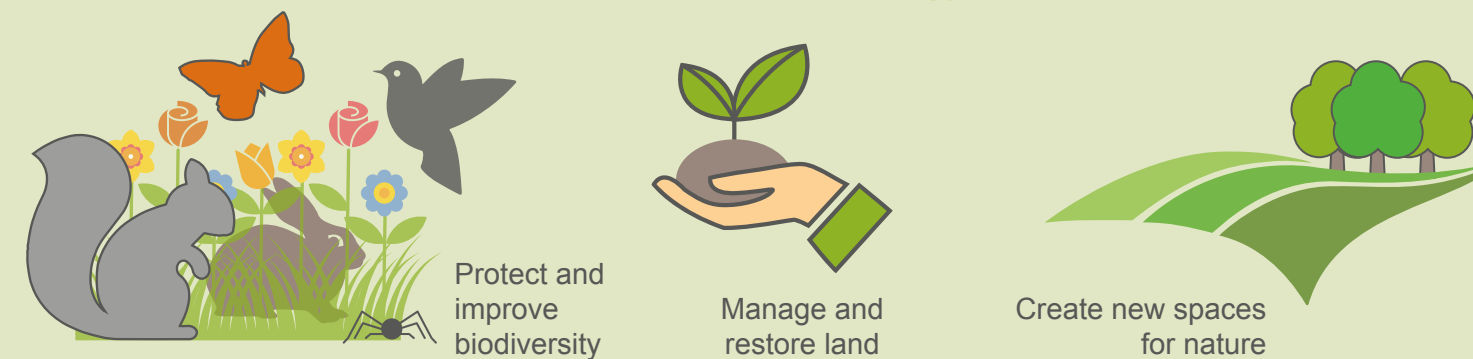 Protect and
improve
biodiversity
Manage and
restore land
Create new spaces
for nature